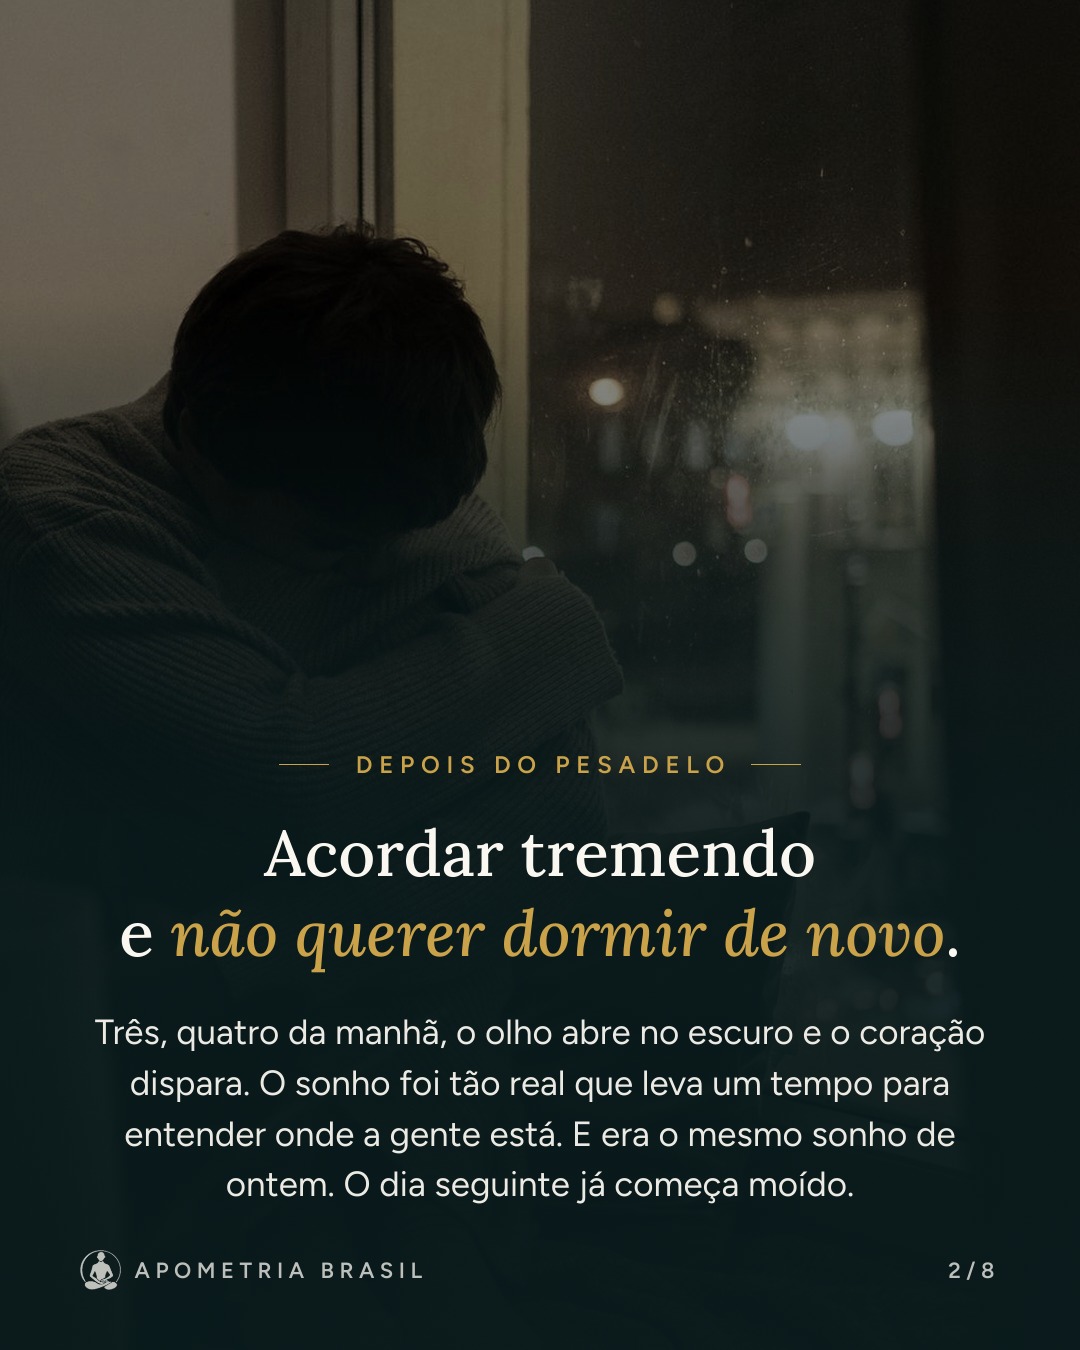 DEPOIS DO PESADELO
Acordar tremendo
e não querer dormir de novo.
Três, quatro da manhã, o olho abre no escuro e o coração
dispara. O sonho foi tão real que leva um tempo para
entender onde a gente está. E era o mesmo sonho de
ontem. O dia seguinte já começa moído.
APOMETRIA BRASIL
2/8